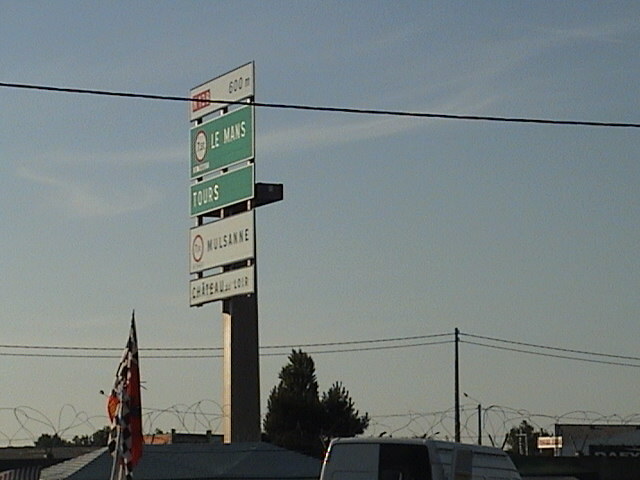 600 m
LE MANS
TOURS
MULSANNE
CHÂTEAU du LOIR